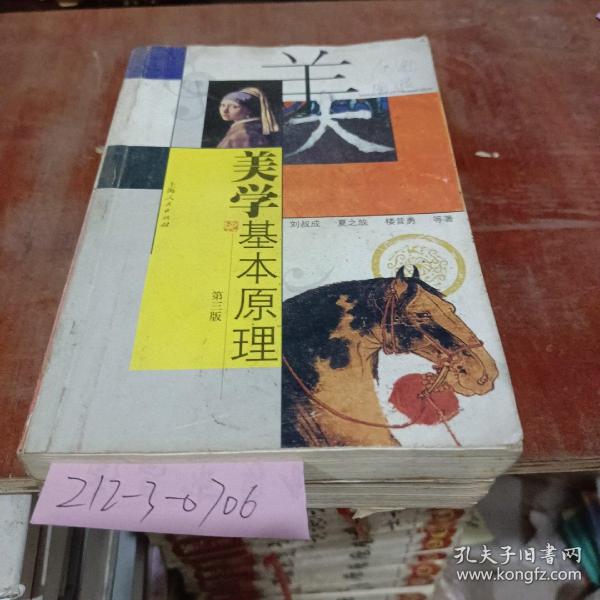 美
美学
基本原理
第三版
上海人民出版社
刘叔成 夏之放 楼昔勇 等著
212-3-0706
孔夫子旧书网
www.kongfz.com